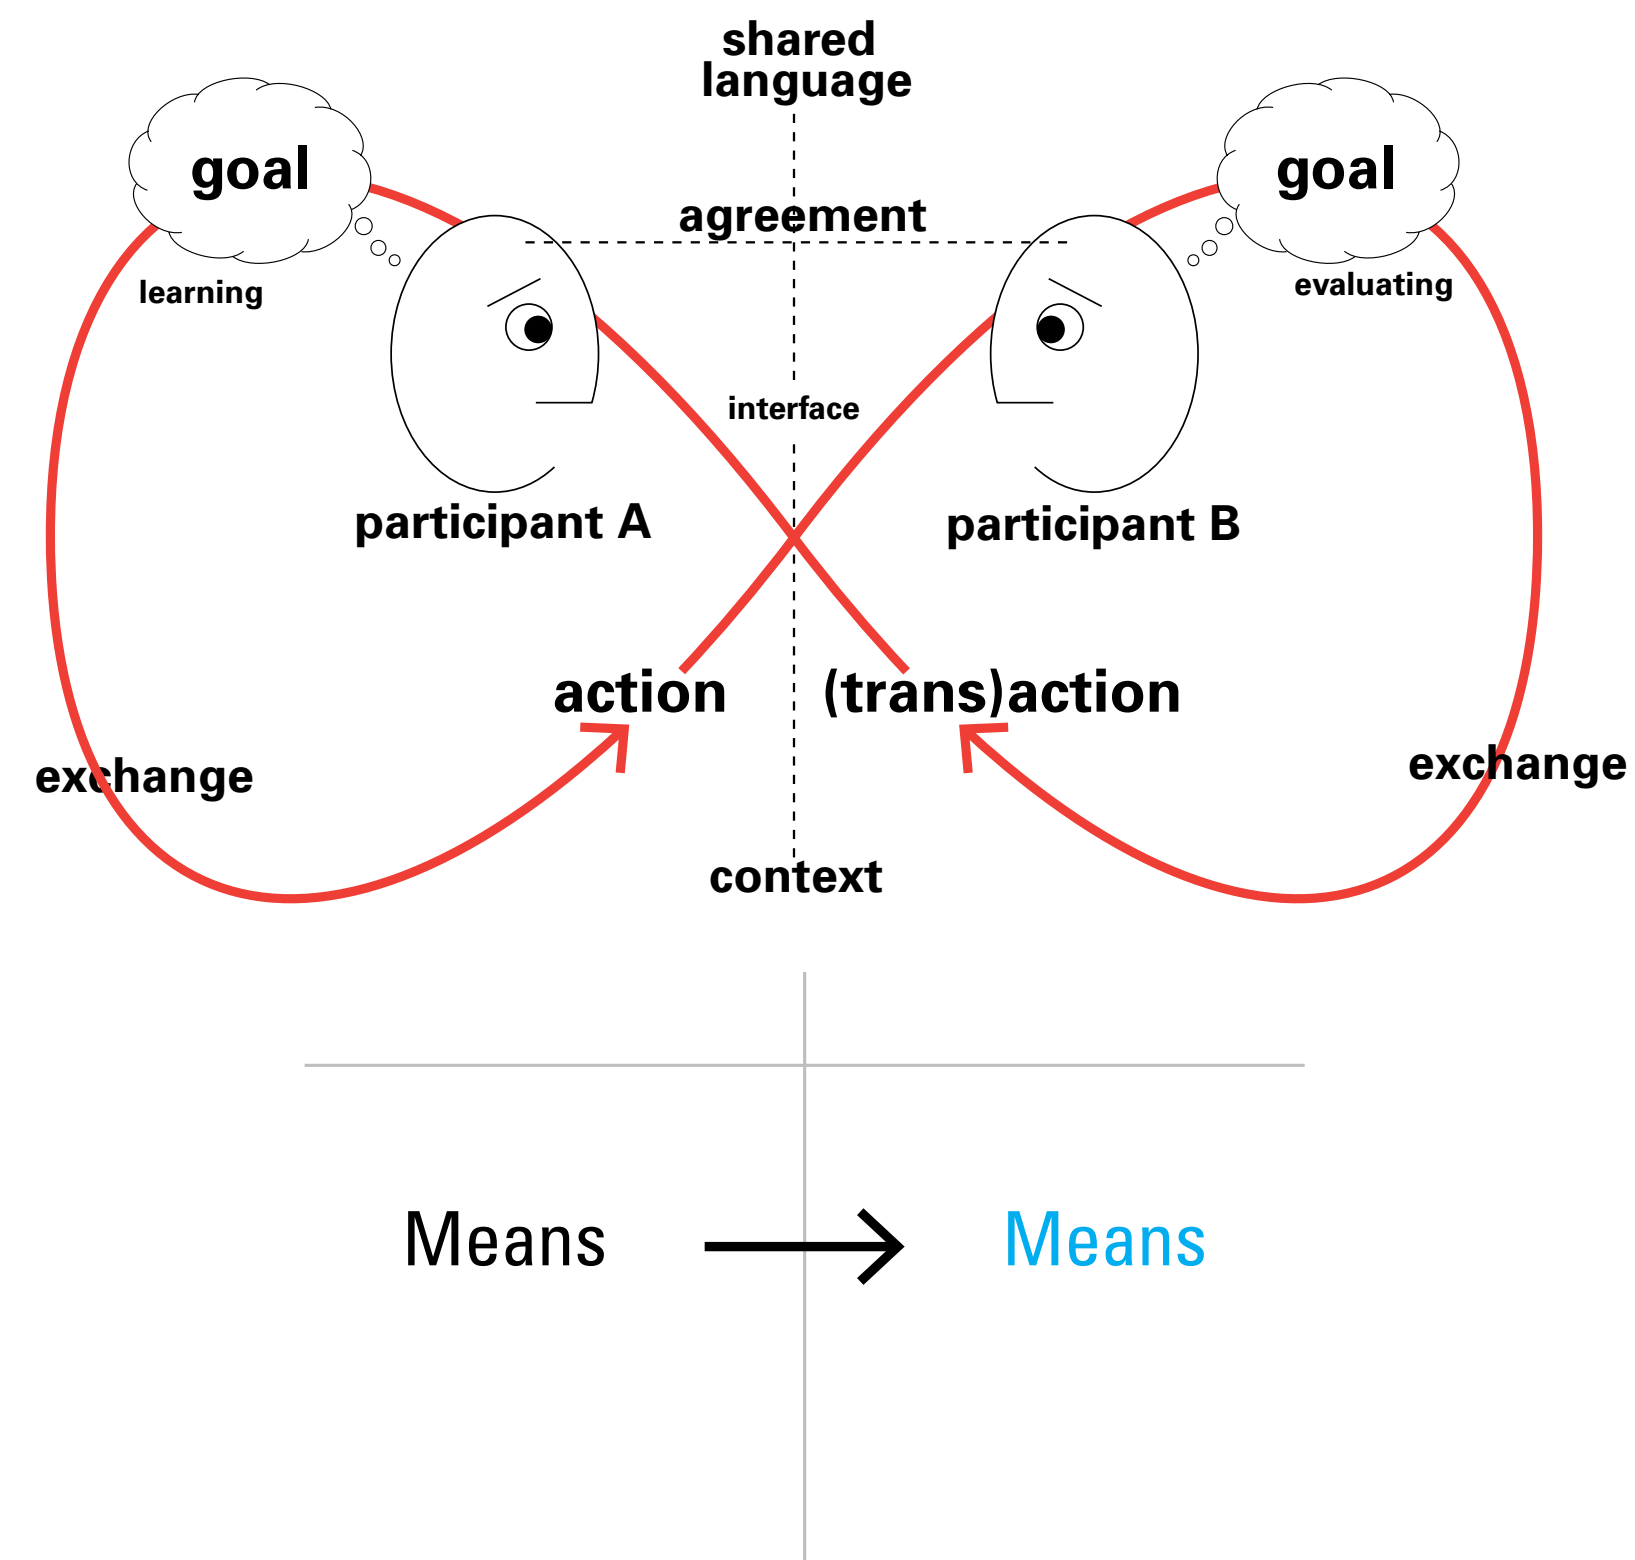 shared
language
goal
goal
agreement
learning
evaluating
interface
participant A
participant B
action
(trans)action
exchange
exchange
context
Means
Means